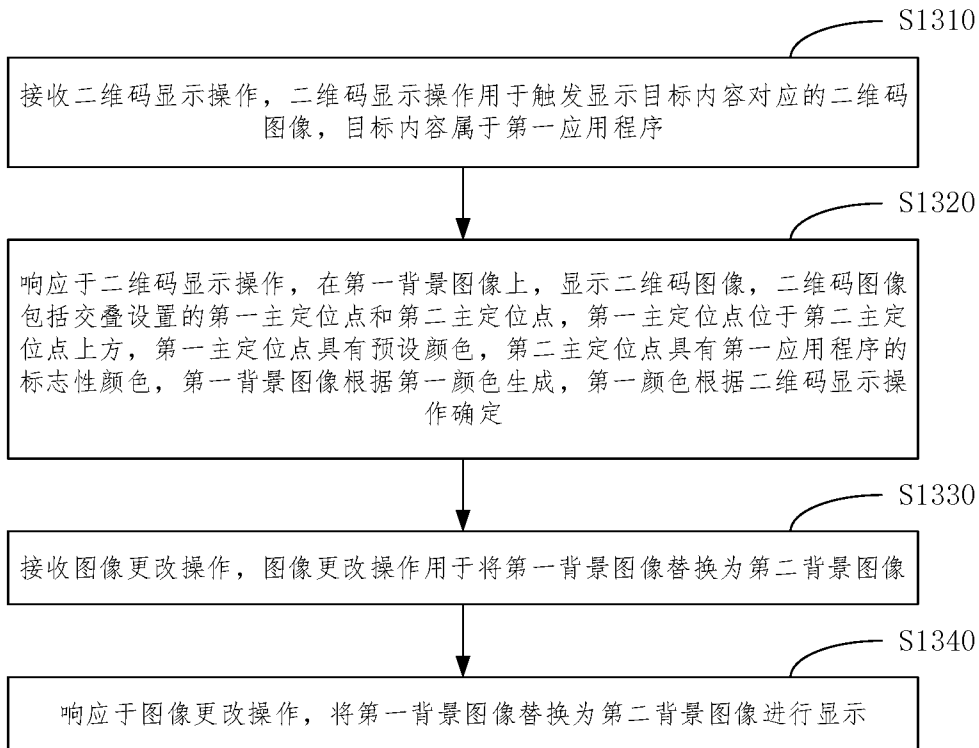 S1310
接收二维码显示操作，二维码显示操作用于触发显示目标内容对应的二维码
图像，目标内容属于第一应用程序
S1320
响应于二维码显示操作，在第一背景图像上，显示二维码图像，二维码图像
包括交叠设置的第一主定位点和第二主定位点，第一主定位点位于第二主定
位点上方，第一主定位点具有预设颜色，第二主定位点具有第一应用程序的
标志性颜色，第一背景图像根据第一颜色生成，第一颜色根据二维码显示操
作确定
S1330
接收图像更改操作，图像更改操作用于将第一背景图像替换为第二背景图像
S1340
响应于图像更改操作，将第一背景图像替换为第二背景图像进行显示